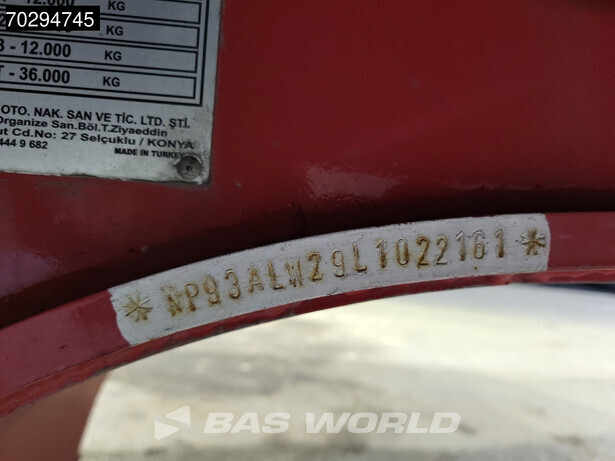 70294745
12.000
KG
3 - 12.000 KG
T - 36.000 KG
OTO. NAK. SAN VE TİC. LTD. ŞTİ.
Organize San.Böl.T.Ziyaeddin
Cd.No: 27 Selçuklu / KONYA
444 9 682
MADE IN TURKEY
* NP93ALW29L1022161 *
BAS WORLD